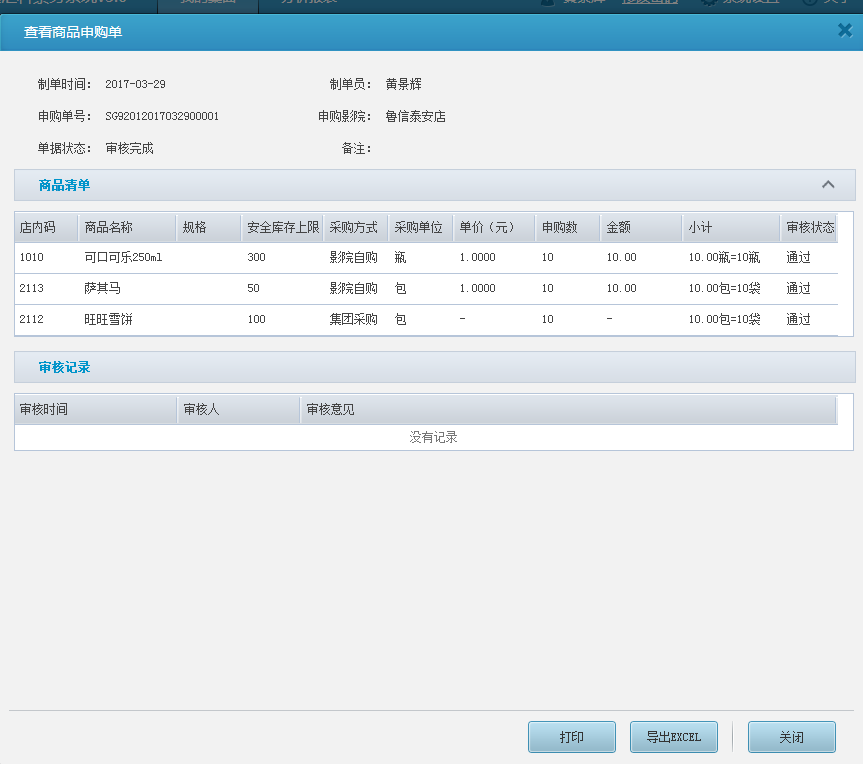 查看商品申购单
制单时间： 2017-03-29 制单员： 黄景辉
申购单号： SG92012017032900001 申购影院： 鲁信泰安店
单据状态： 审核完成 备注：
商品清单
店内码 商品名称 规格 安全库存上限 采购方式 采购单位 单价（元） 申购数 金额 小计 审核状态
1010 可口可乐250ml 300 影院自购 瓶 1.0000 10 10.00 10.00瓶=10瓶 通过
2113 萨其马 50 影院自购 包 1.0000 10 10.00 10.00包=10袋 通过
2112 旺旺雪饼 100 集团采购 包 - 10 - 10.00包=10袋 通过
审核记录
审核时间 审核人 审核意见
没有记录
打印 导出EXCEL 关闭